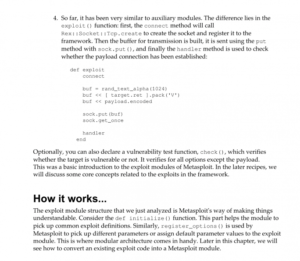 4. So far, it has been very similar to auxiliary modules. The difference lies in the
exploit() function: first, the connect method will call
Rex::Socket::Tcp.create to create the socket and register it to the
framework. Then the buffer for transmission is built, it is sent using the put
method with sock.put(), and finally the handler method is used to check
whether the payload connection has been established:
def exploit
connect
buf = rand_text_alpha(1024)
buf << [ target.ret ].pack('V')
buf << payload.encoded
sock.put(buf)
sock.get_once
handler
end
Optionally, you can also declare a vulnerability test function, check(), which verifies
whether the target is vulnerable or not. It verifies for all options except the payload.
This was a basic introduction to the exploit modules of Metasploit. In the later recipes, we
will discuss some core concepts related to the exploits in the framework.
How it works...
The exploit module structure that we just analyzed is Metasploit's way of making things
understandable. Consider the def initialize() function. This part helps the module to
pick up common exploit definitions. Similarly, register_options() is used by
Metasploit to pick up different parameters or assign default parameter values to the exploit
module. This is where modular architecture comes in handy. Later in this chapter, we will
see how to convert an existing exploit code into a Metasploit module.